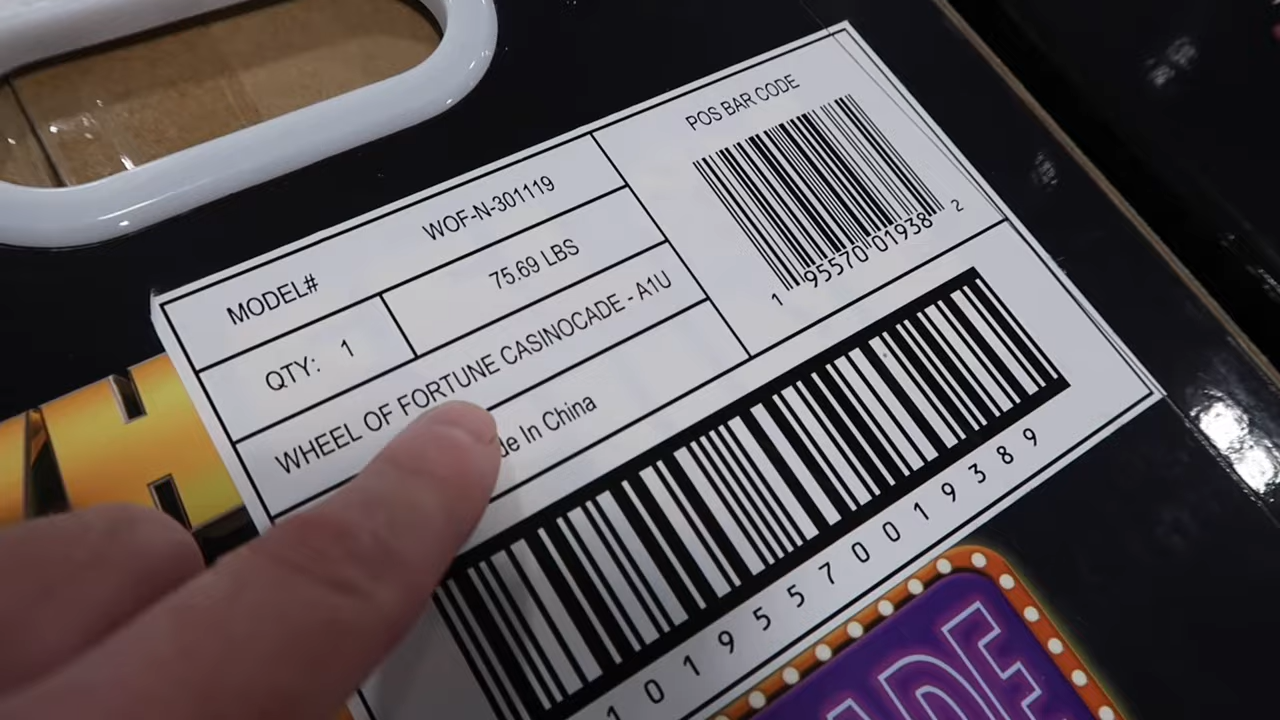 MODEL#
WOF-N-301119
QTY: 1
75.69 LBS
WHEEL OF FORTUNE CASINOCADE - A1U
In China
POS BAR CODE
1 95570 01938 2
1 0 1 9 5 5 7 0 0 1 9 3 8 9